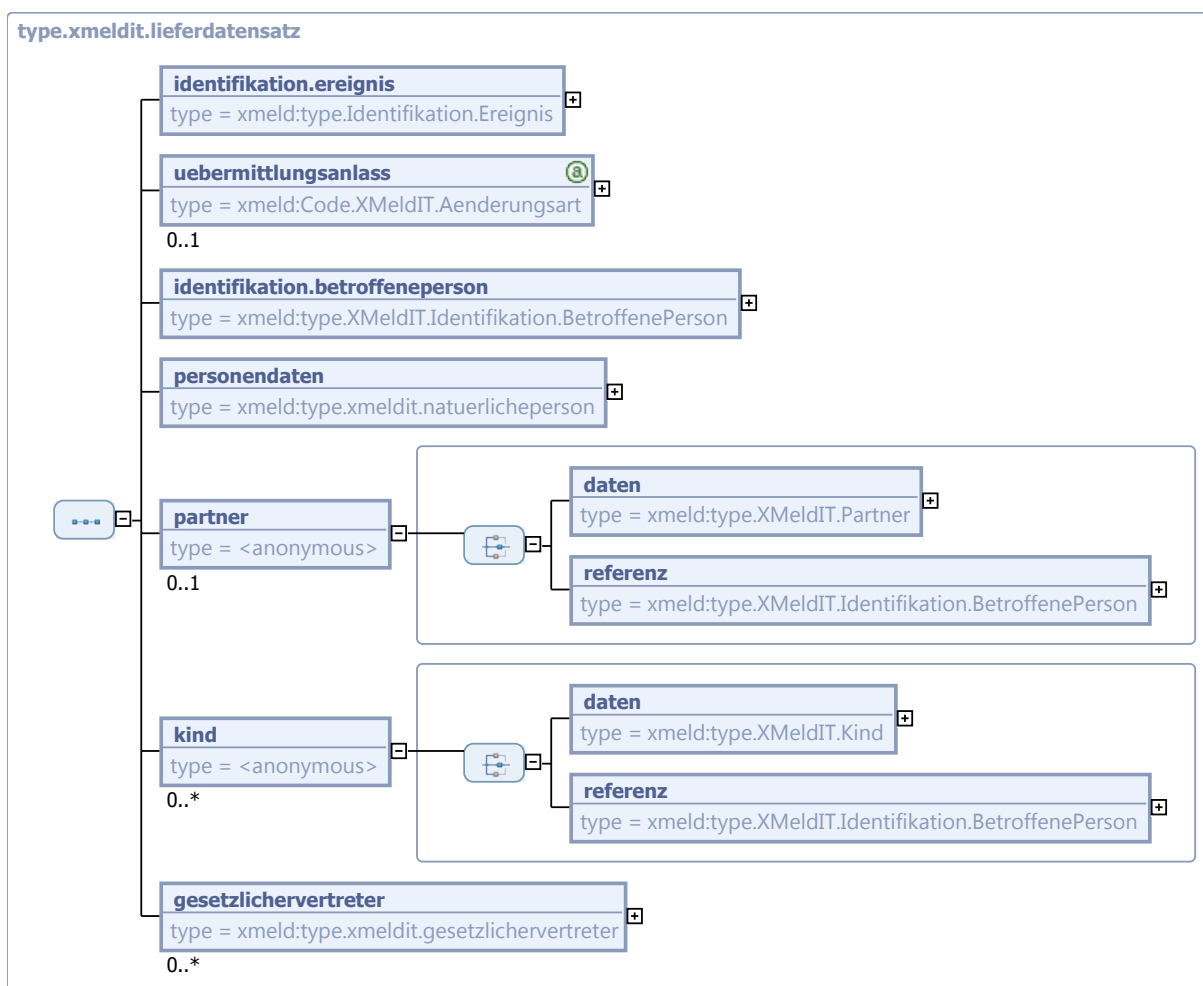 type.xmeldit.lieferdatensatz
identifikation.ereignis
type = xmeld:type.Identifikation.Ereignis
uebermittlungsanlass
a
type = xmeld:Code.XMeldIT.Aenderungsart
0..1
identifikation.betroffeneperson
type = xmeld:type.XMeldIT.Identifikation.BetroffenePerson
personendaten
type = xmeld:type.xmeldit.natuerlicheperson
partner
type = <anonymous>
0..1
daten
type = xmeld:type.XMeldIT.Partner
referenz
type = xmeld:type.XMeldIT.Identifikation.BetroffenePerson
kind
type = <anonymous>
0..*
daten
type = xmeld:type.XMeldIT.Kind
referenz
type = xmeld:type.XMeldIT.Identifikation.BetroffenePerson
gesetzlichervertreter
type = xmeld:type.xmeldit.gesetzlichervertreter
0..*